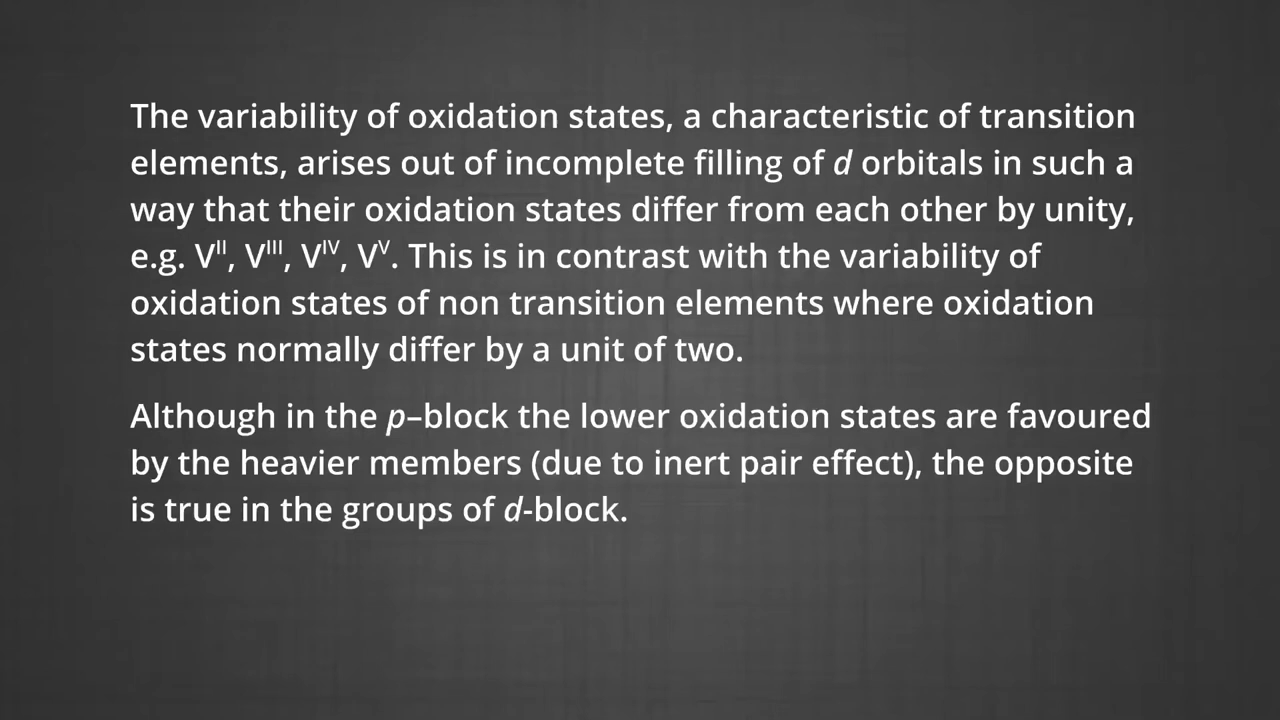 The variability of oxidation states, a characteristic of transition
elements, arises out of incomplete filling of d orbitals in such a
way that their oxidation states differ from each other by unity,
e.g. Vᴵᴵ, Vᴵᴵᴵ, Vᴵⱽ, Vⱽ. This is in contrast with the variability of
oxidation states of non transition elements where oxidation
states normally differ by a unit of two.
Although in the p–block the lower oxidation states are favoured
by the heavier members (due to inert pair effect), the opposite
is true in the groups of d-block.